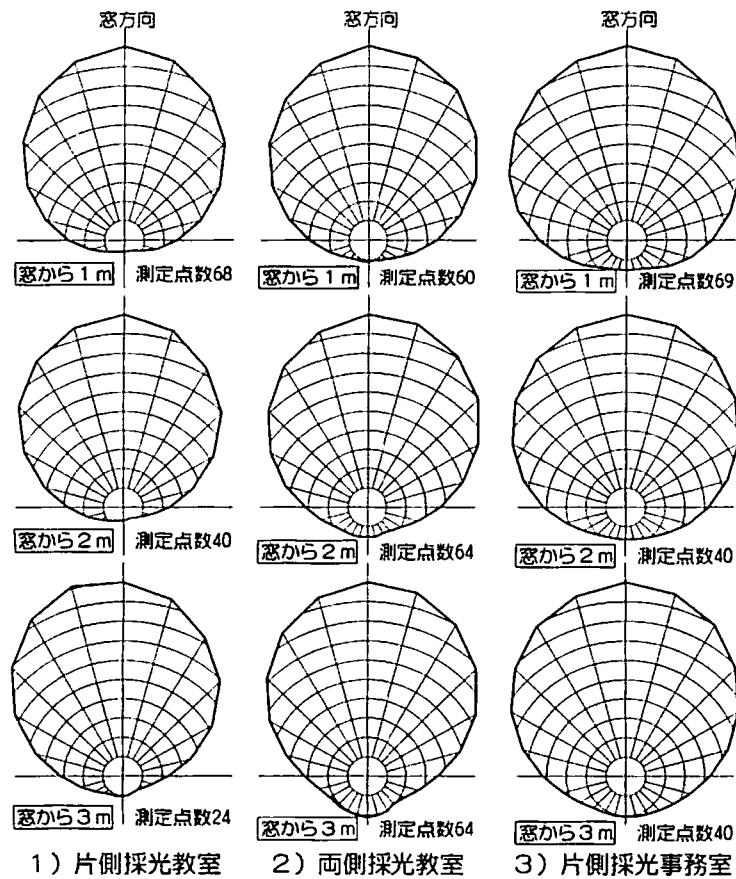 窓方向 窓方向 窓方向
窓から1m 測定点数68 窓から1m 測定点数60 窓から1m 測定点数69
窓から2m 測定点数40 窓から2m 測定点数64 窓から2m 測定点数40
窓から3m 測定点数24 窓から3m 測定点数64 窓から3m 測定点数40
1）片側採光教室 2）両側採光教室 3）片側採光事務室